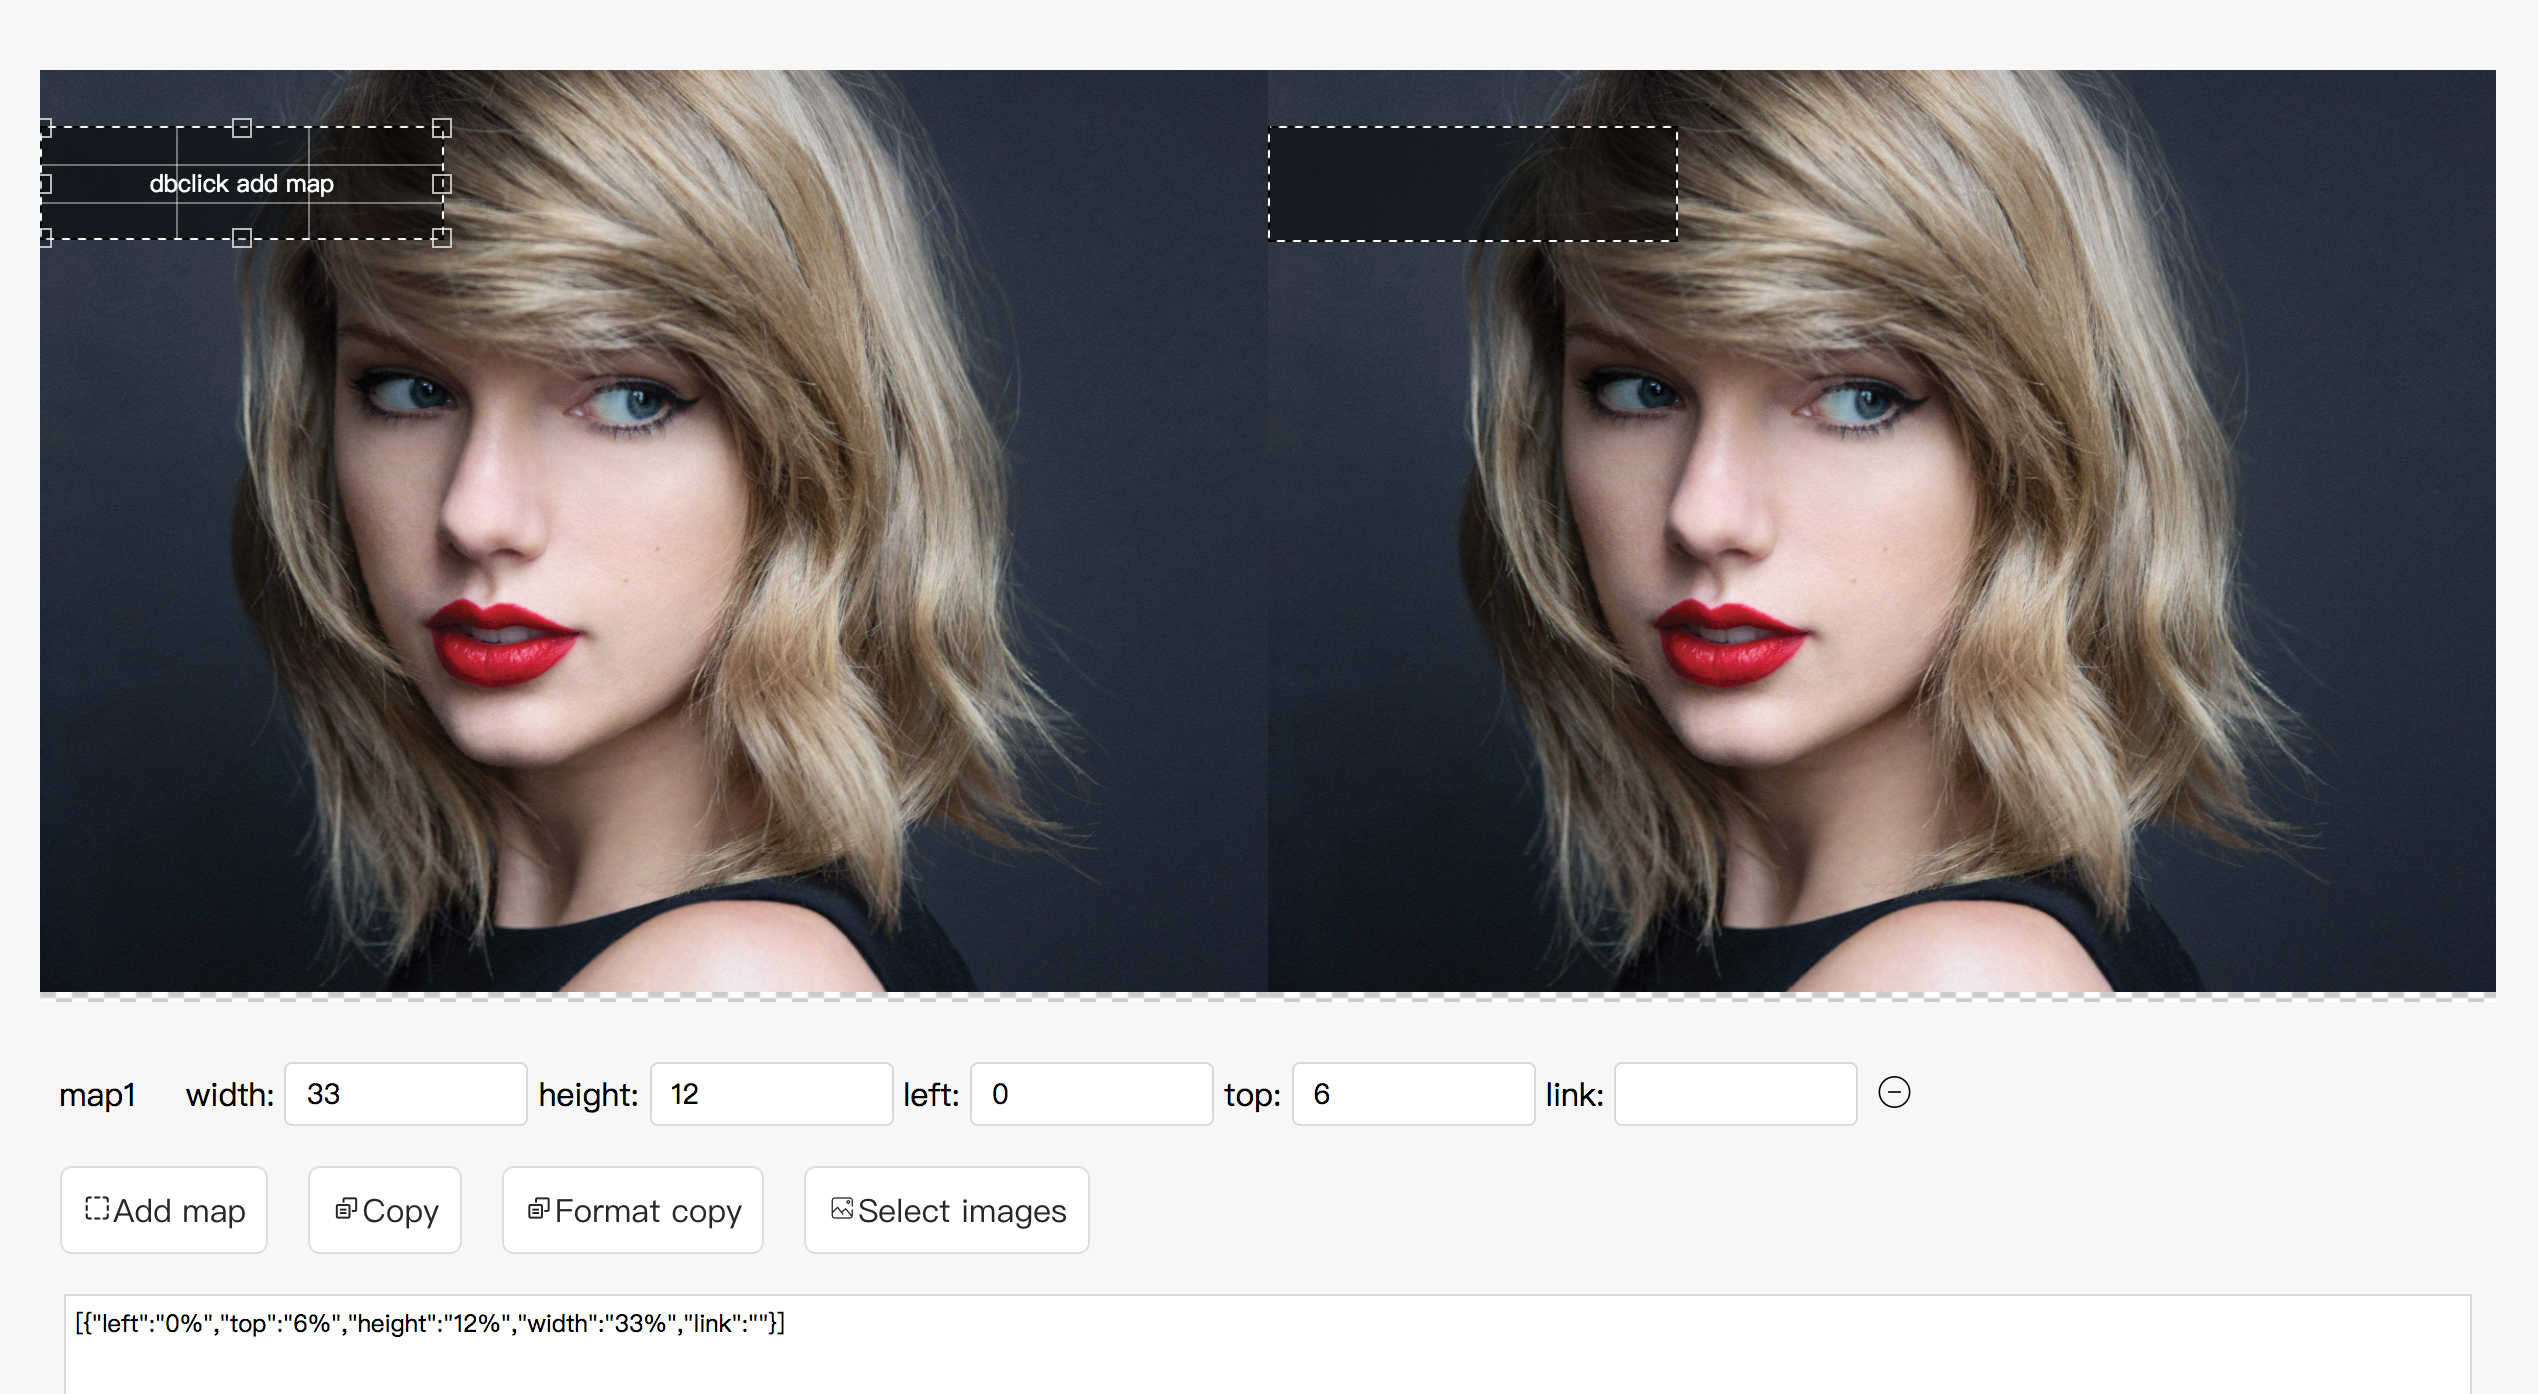 dbclick add map
map1 width: 33 height: 12 left: 0 top: 6 link:
Add map Copy Format copy Select images
[{"left":"0%","top":"6%","height":"12%","width":"33%","link":""}]